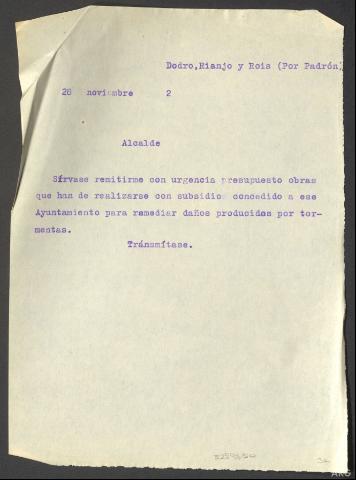 Dodro,Rianjo y Rois (Por Padrón)
28 noviembre 2
Alcalde
Sírvase remitirme con urgencia presupuesto obras
que han de realizarse con subsidio concedido a ese
Ayuntamiento para remediar daños producidos por tor-
mentas.
Tránsmítase.